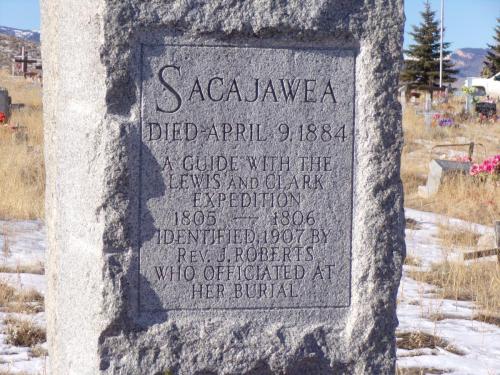 SACAJAWEA
DIED-APRIL 9, 1884
A GUIDE WITH THE
LEWIS AND CLARK
EXPEDITION
1805 — 1806
IDENTIFIED, 1907 BY
REV. J. ROBERTS
WHO OFFICIATED AT
HER BURIAL